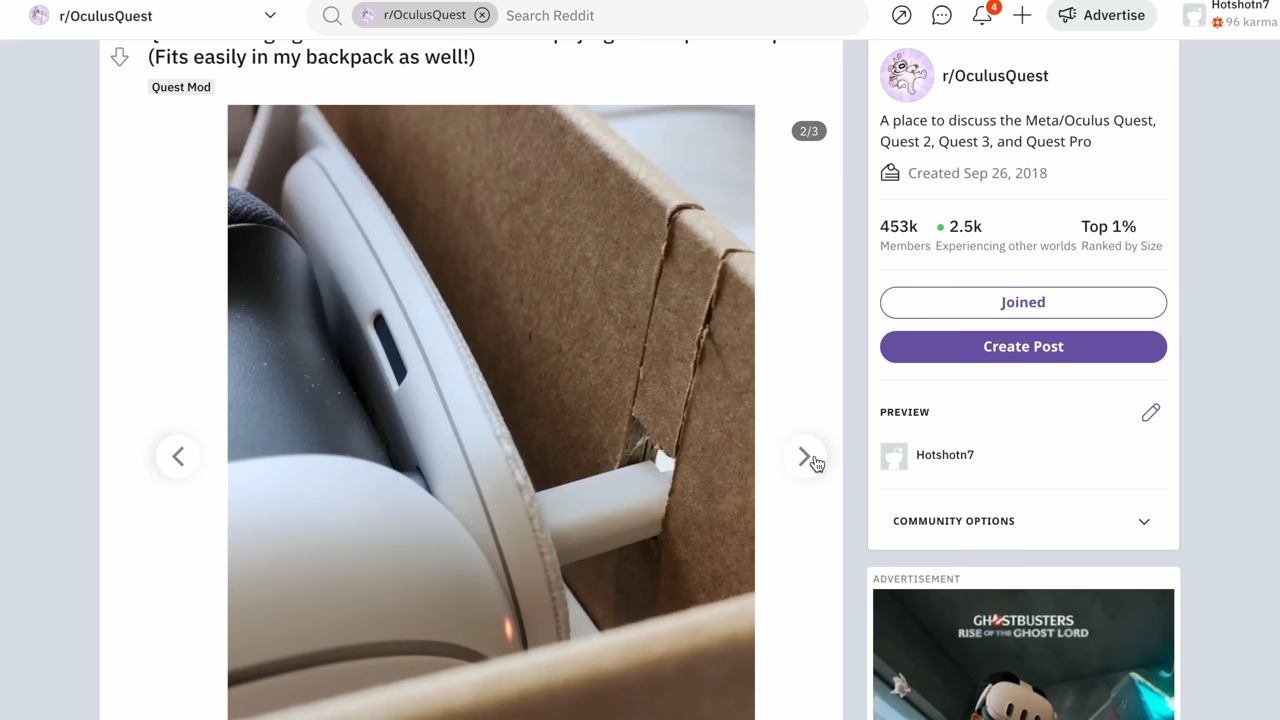 r/OculusQuest
r/OculusQuest
Search Reddit
4
Advertise
Hotshotn7
96 karma
(Fits easily in my backpack as well!)
Quest Mod
2/3
r/OculusQuest
A place to discuss the Meta/Oculus Quest,
Quest 2, Quest 3, and Quest Pro
Created Sep 26, 2018
453k 2.5k Top 1%
Members Experiencing other worlds Ranked by Size
Joined
Create Post
PREVIEW
Hotshotn7
COMMUNITY OPTIONS
ADVERTISEMENT
GHOSTBUSTERS
RISE OF THE GHOST LORD